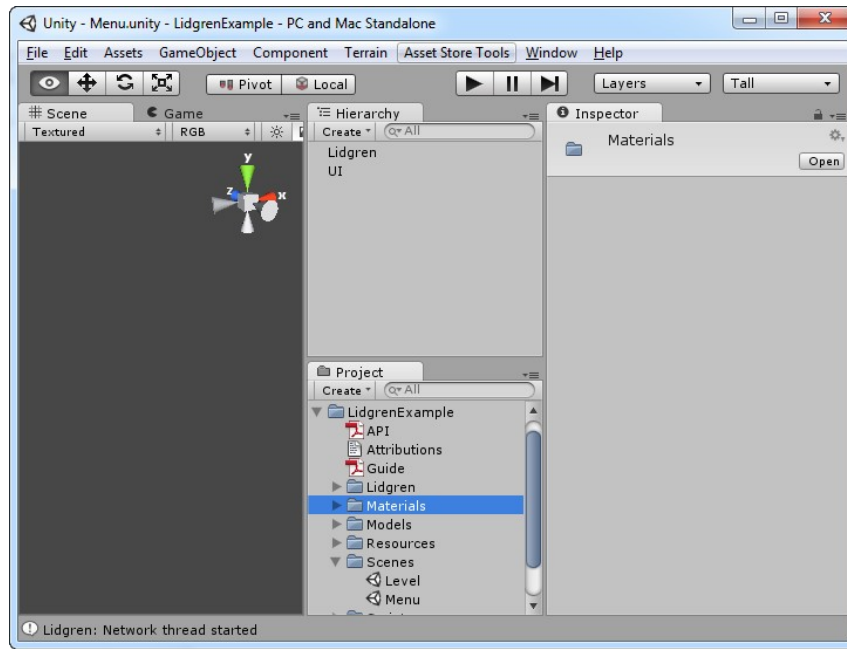 Unity - Menu.unity - LidgrenExample - PC and Mac Standalone
File Edit Assets GameObject Component Terrain Asset Store Tools Window Help
Pivot Local Layers Tall
Scene Game
Textured RGB
y
z x
Hierarchy
Create All
Lidgren
UI
Project
Create All
LidgrenExample
API
Attributions
Guide
Lidgren
Materials
Models
Resources
Scenes
Level
Menu
Inspector
Materials
Open
Lidgren: Network thread started